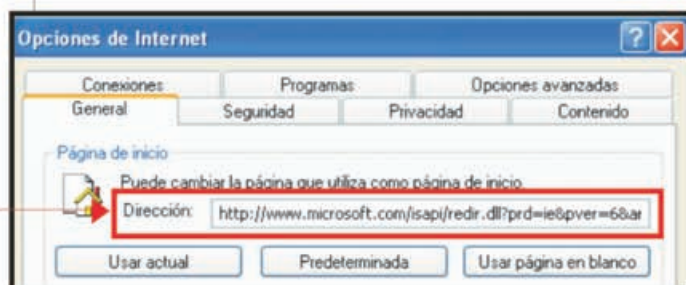 Opciones de Internet
Conexiones Programas Opciones avanzadas
General Seguridad Privacidad Contenido
Página de inicio
Puede cambiar la página que utiliza como página de inicio.
Dirección: http://www.microsoft.com/isapi/redir.dll?prd=ie&pver=6&ar
Usar actual Predeterminada Usar página en blanco